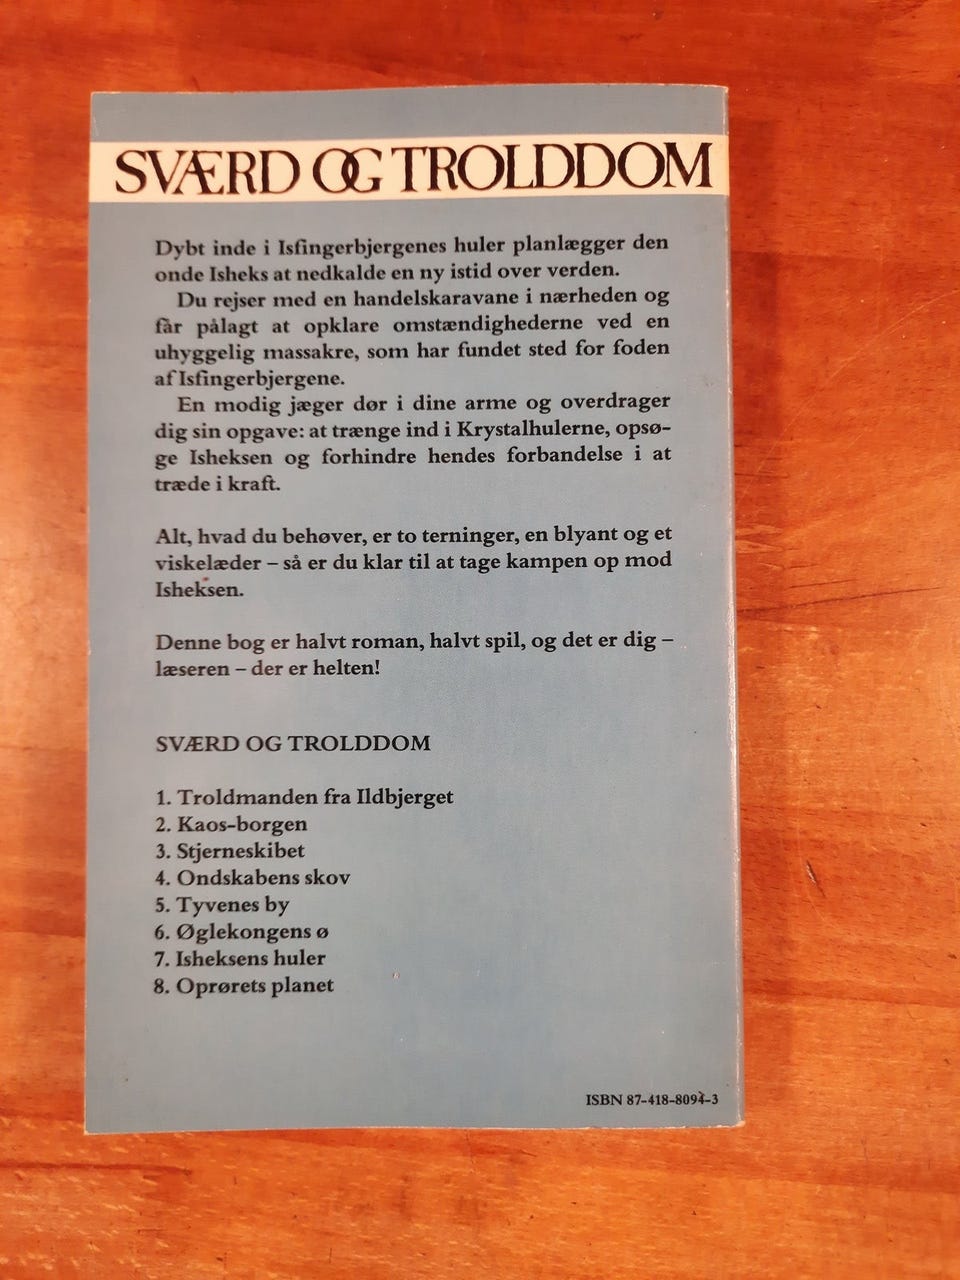 SVÆRD OG TROLDDOM
Dybt inde i Isfingerbjergenes huler planlægger den
onde Isheks at nedkalde en ny istid over verden.
Du rejser med en handelskaravane i nærheden og
får pålagt at opklare omstændighederne ved en
uhyggelig massakre, som har fundet sted for foden
af Isfingerbjergene.
En modig jæger dør i dine arme og overdrager
dig sin opgave: at trænge ind i Krystalhulerne, opsø-
ge Isheksen og forhindre hendes forbandelse i at
træde i kraft.
Alt, hvad du behøver, er to terninger, en blyant og et
viskelæder – så er du klar til at tage kampen op mod
Isheksen.
Denne bog er halvt roman, halvt spil, og det er dig –
læseren – der er helten!
SVÆRD OG TROLDDOM
1. Troldmanden fra Ildbjerget
2. Kaos-borgen
3. Stjerneskibet
4. Ondskabens skov
5. Tyvenes by
6. Øglekongens ø
7. Isheksens huler
8. Oprørets planet
ISBN 87-418-8094-3